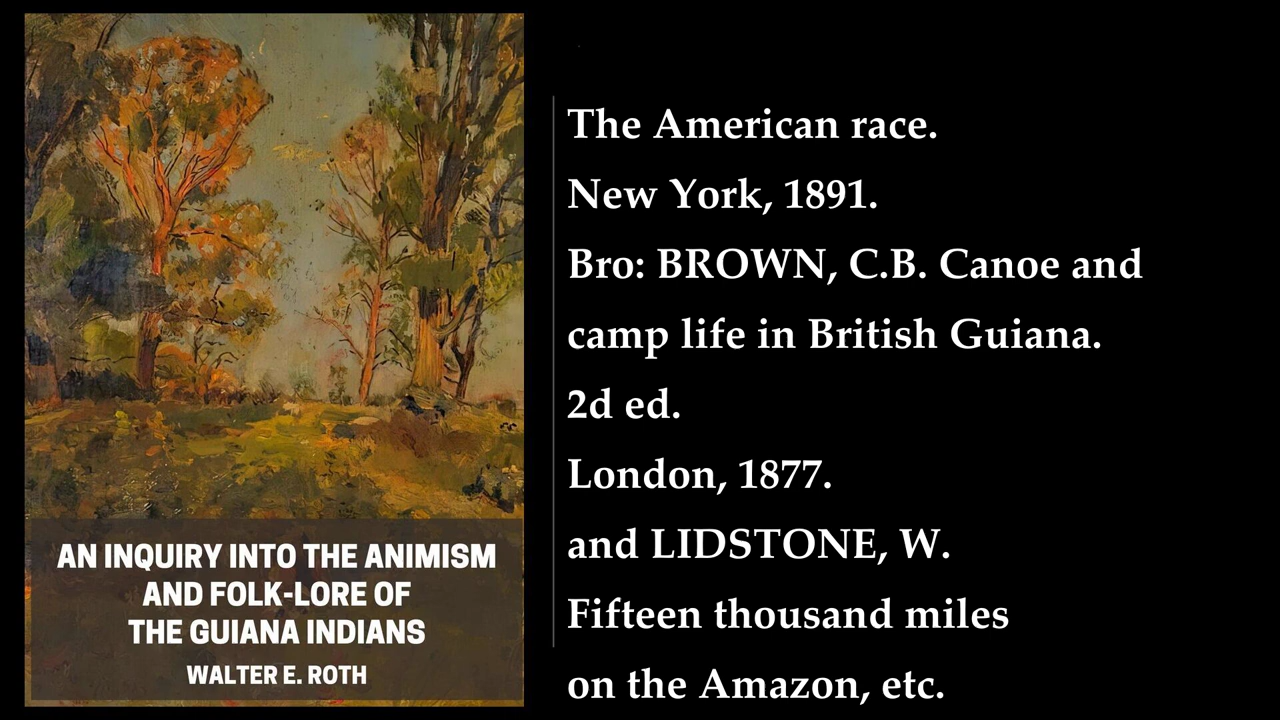 AN INQUIRY INTO THE ANIMISM
AND FOLK-LORE OF
THE GUIANA INDIANS
WALTER E. ROTH
The American race.
New York, 1891.
Bro: BROWN, C.B. Canoe and
camp life in British Guiana.
2d ed.
London, 1877.
and LIDSTONE, W.
Fifteen thousand miles
on the Amazon, etc.